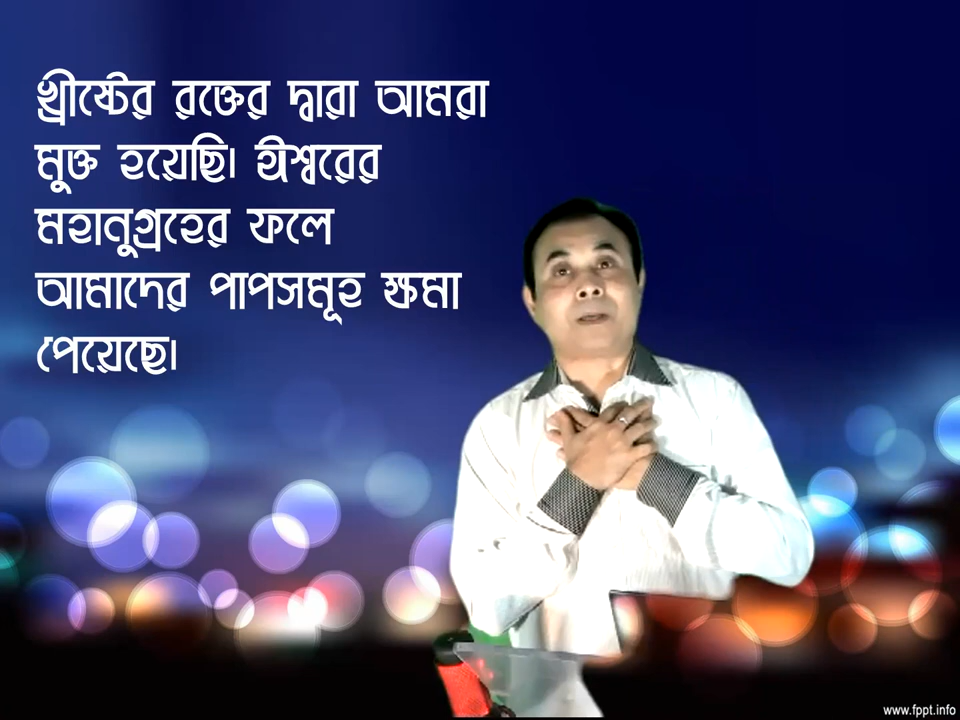 খ্রীষ্টের রক্তের দ্বারা আমরা
মুক্ত হয়েছি। ঈশ্বরের
মহানুগ্রহের ফলে
আমাদের পাপসমূহ ক্ষমা
পেয়েছে।
www.fppt.info